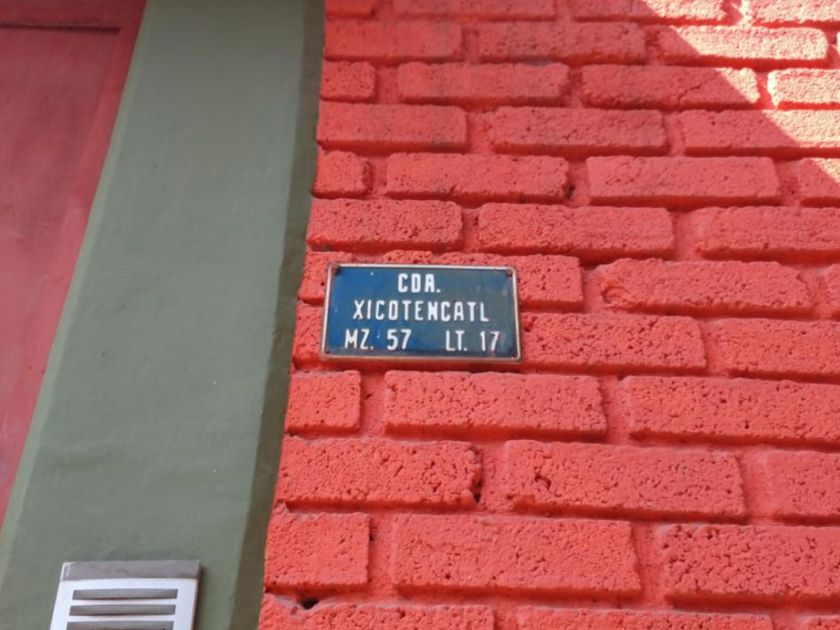 CDA.
XICOTENCATL
MZ. 57 LT. 17